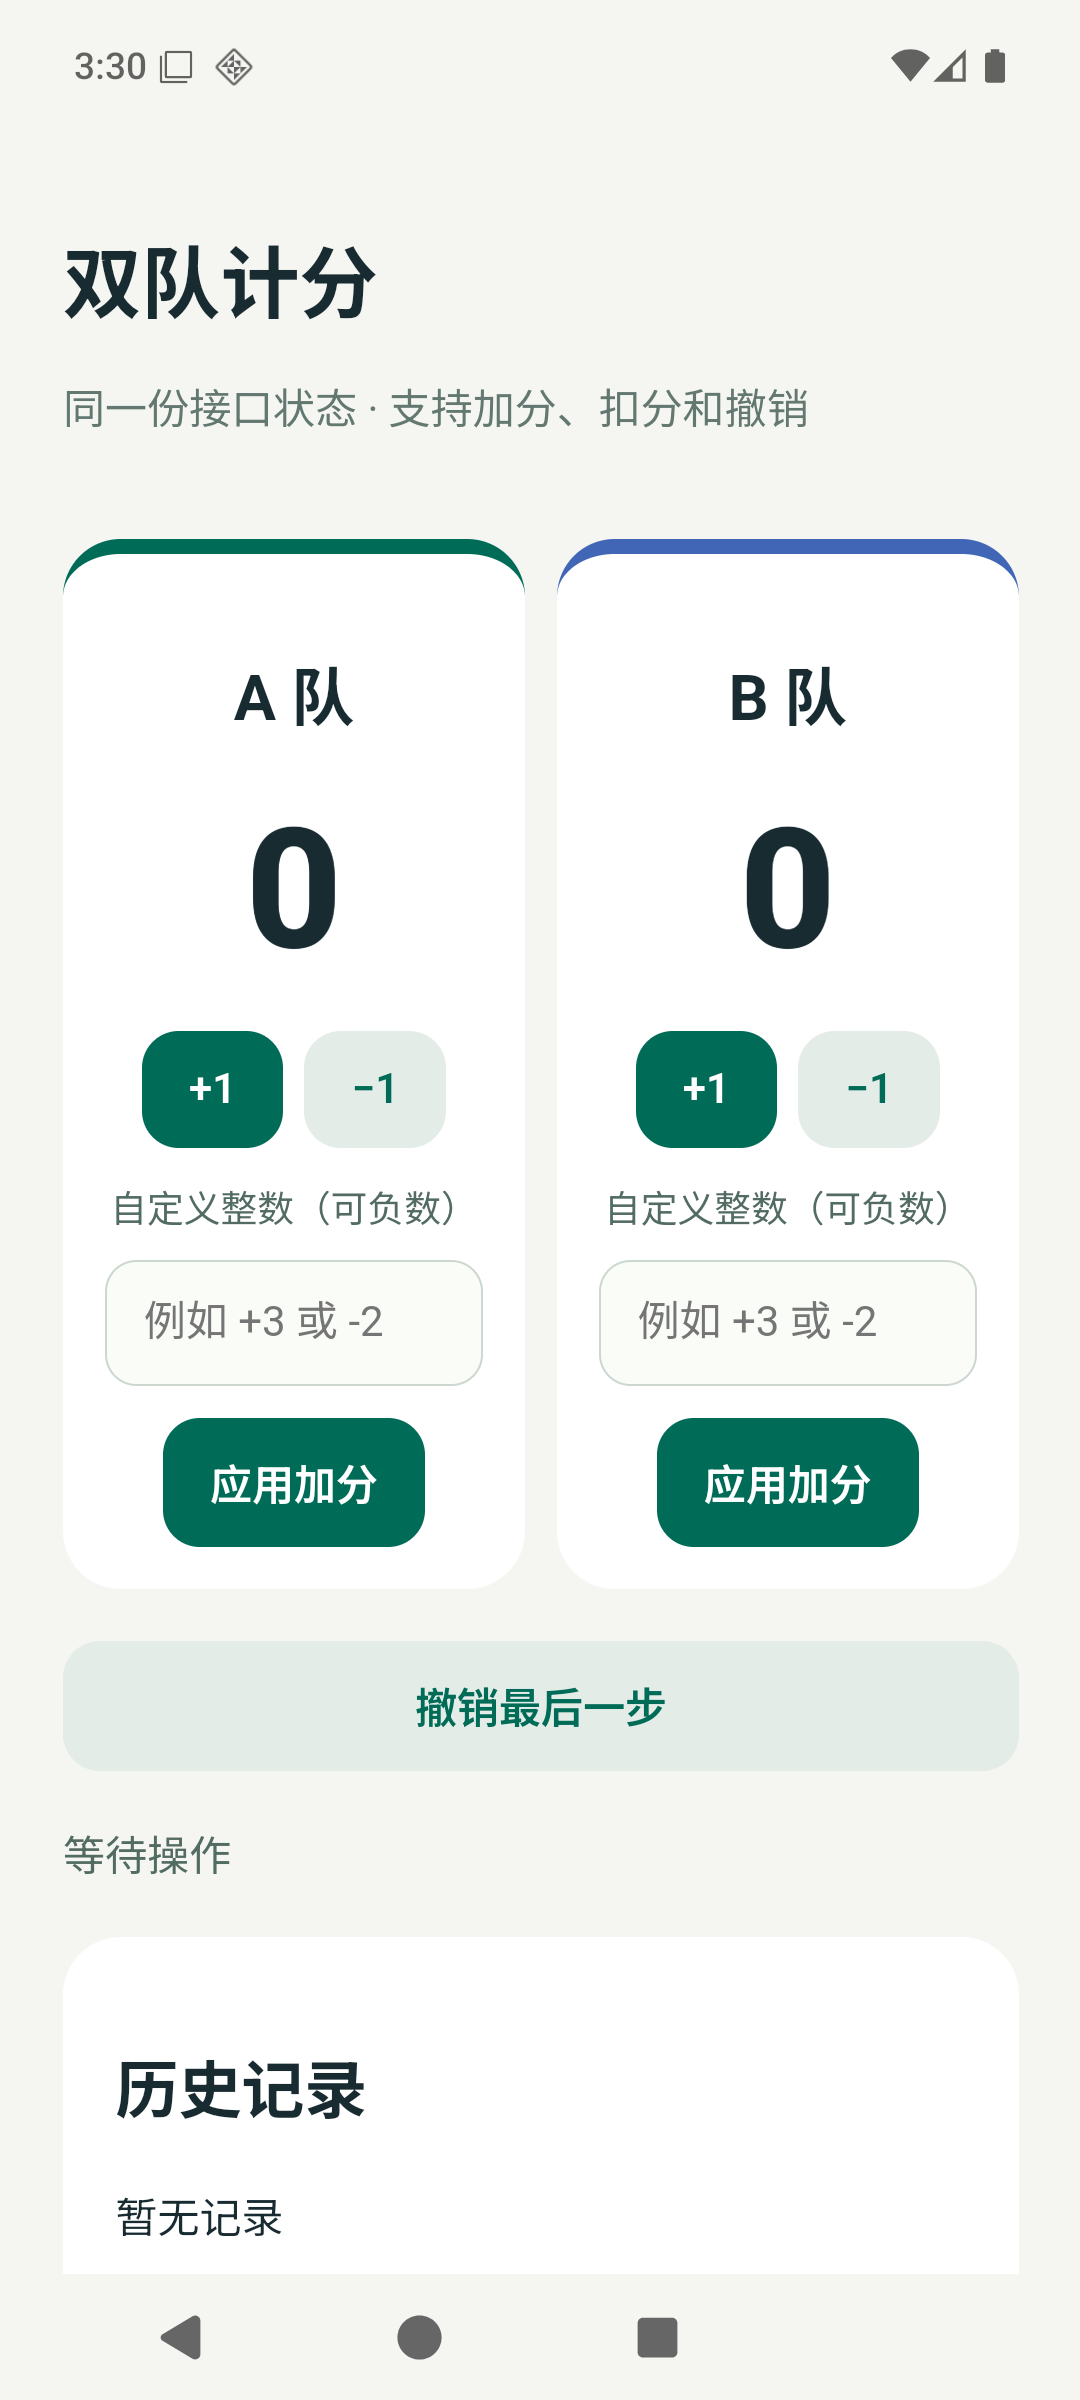 3:30
双队计分
同一份接口状态 · 支持加分、扣分和撤销
A 队
0
+1
−1
自定义整数（可负数）
例如 +3 或 -2
应用加分
B 队
0
+1
−1
自定义整数（可负数）
例如 +3 或 -2
应用加分
撤销最后一步
等待操作
历史记录
暂无记录